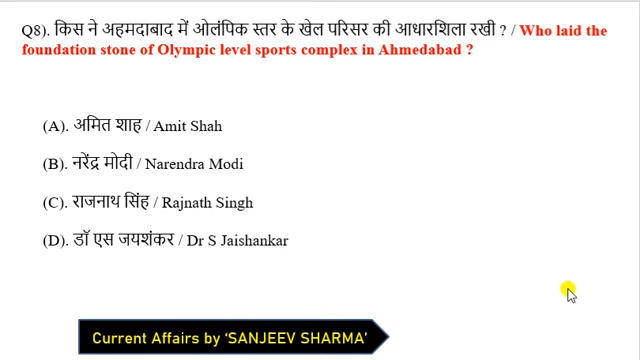 Q8). किस ने अहमदाबाद में ओलंपिक स्तर के खेल परिसर की आधारशिला रखी ? / Who laid the
foundation stone of Olympic level sports complex in Ahmedabad ?
(A). अमित शाह / Amit Shah
(B). नरेंद्र मोदी / Narendra Modi
(C). राजनाथ सिंह / Rajnath Singh
(D). डॉ एस जयशंकर / Dr S Jaishankar
Current Affairs by ‘SANJEEV SHARMA’